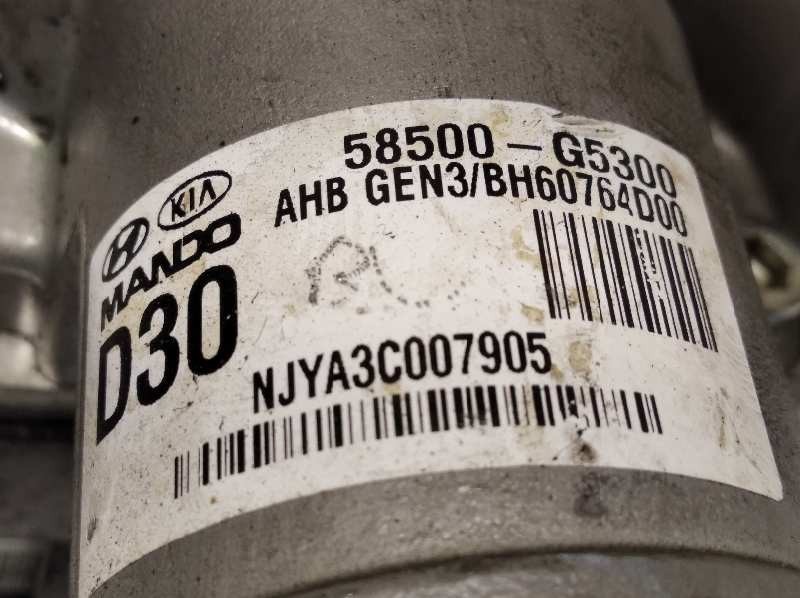 58500-G5300
AHB GEN3/BH60764D00
KIA
MANDO
D30
NJYA3C007905